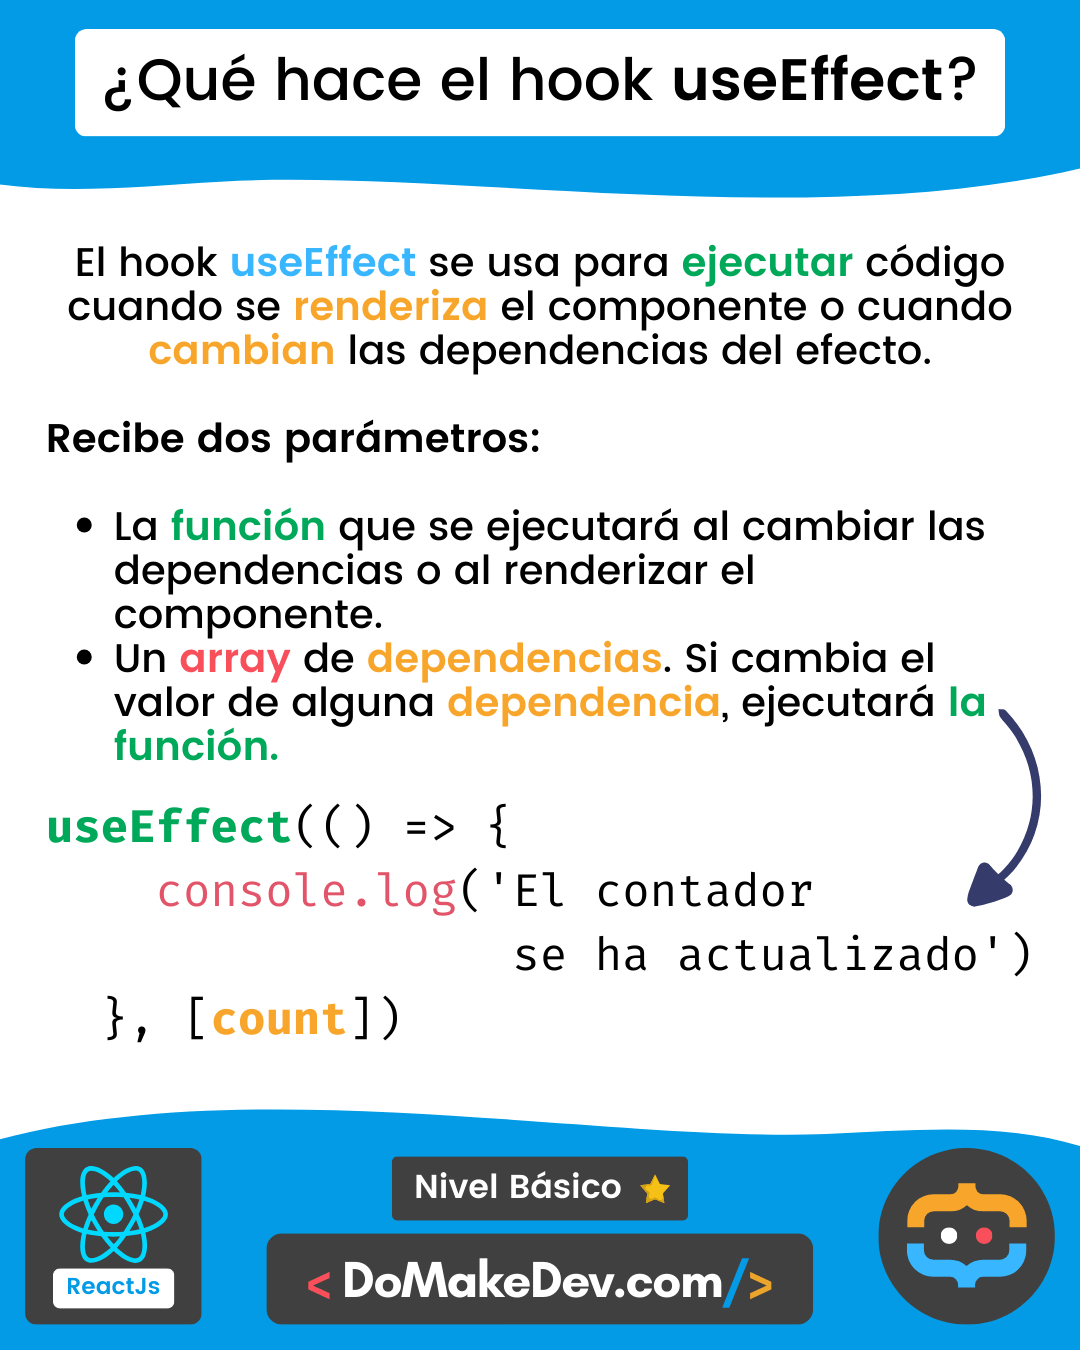 ¿Qué hace el hook useEffect?
El hook useEffect se usa para ejecutar código
cuando se renderiza el componente o cuando
cambian las dependencias del efecto.
Recibe dos parámetros:
• La función que se ejecutará al cambiar las
dependencias o al renderizar el
componente.
• Un array de dependencias. Si cambia el
valor de alguna dependencia, ejecutará la
función.
useEffect(() => {
console.log('El contador
se ha actualizado')
}, [count])
ReactJs
Nivel Básico
< DoMakeDev.com/>